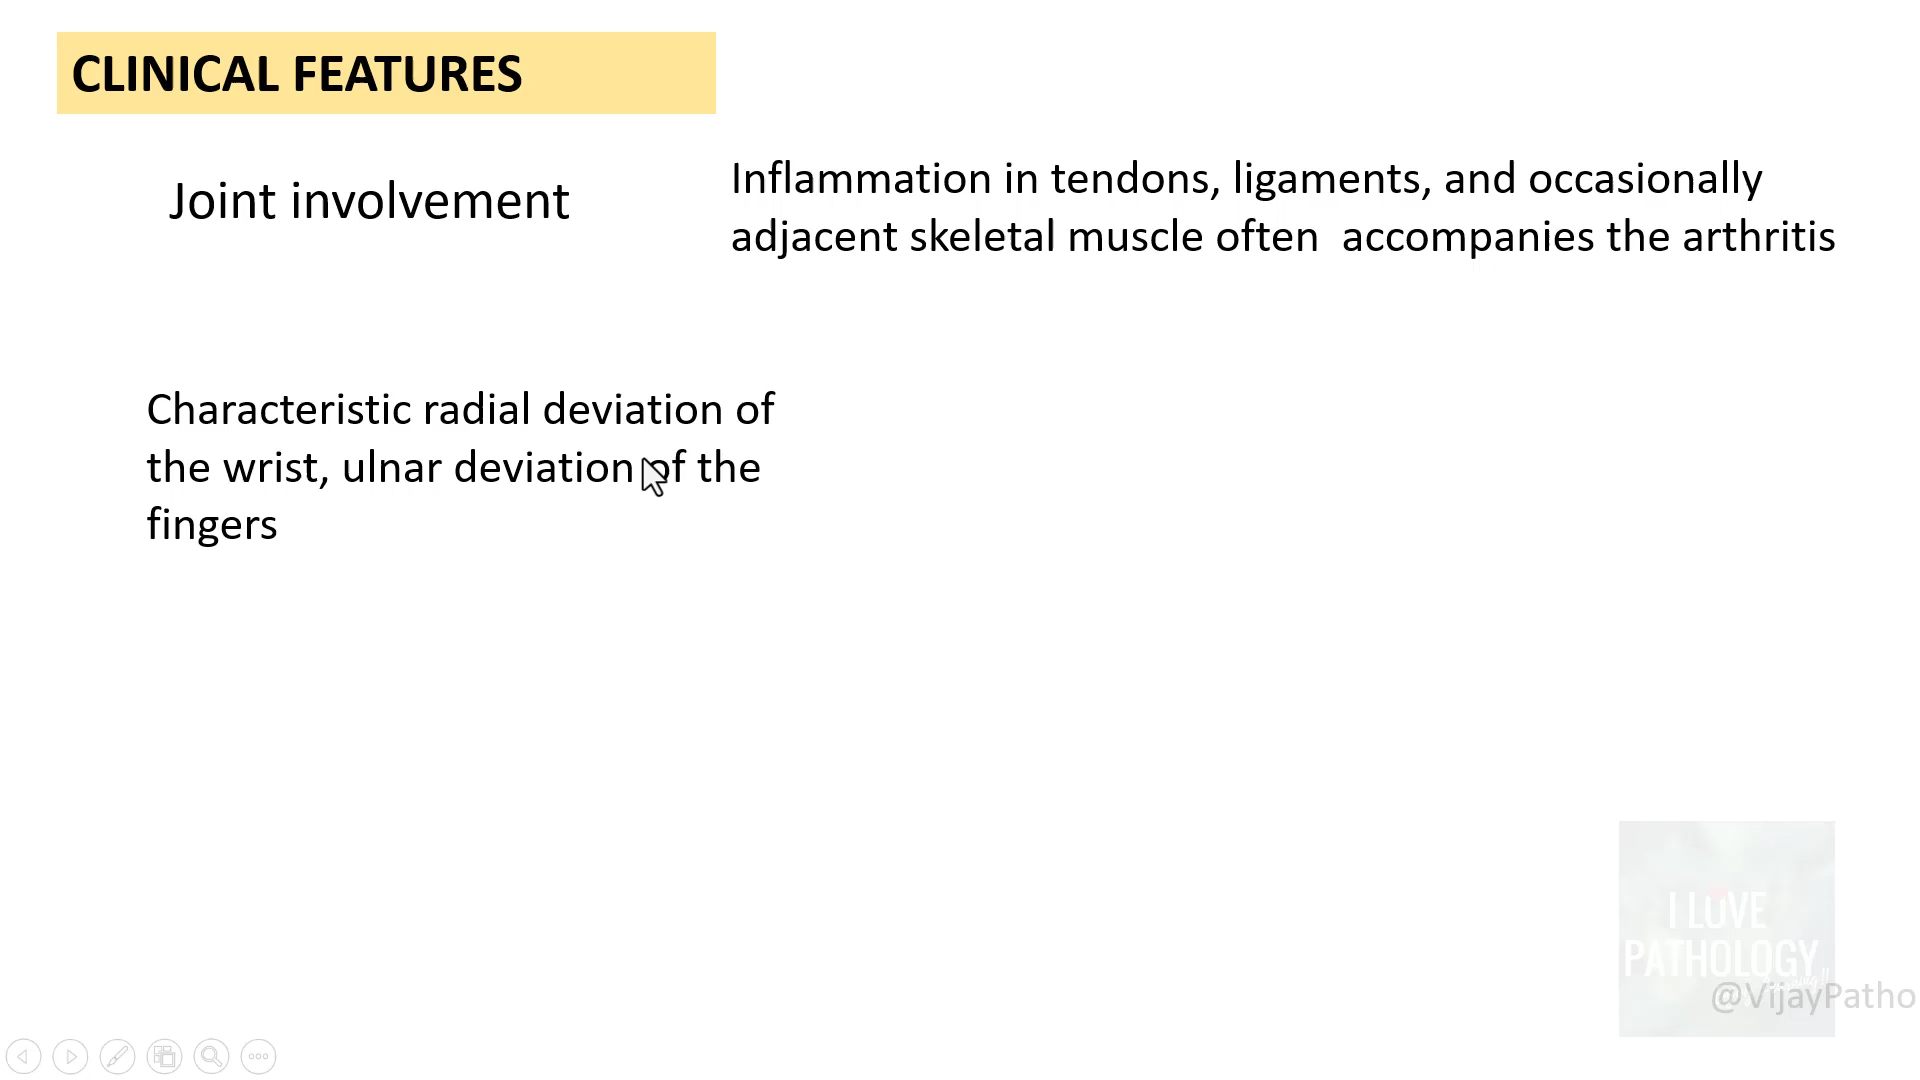 CLINICAL FEATURES
Joint involvement
Inflammation in tendons, ligaments, and occasionally
adjacent skeletal muscle often accompanies the arthritis
Characteristic radial deviation of
the wrist, ulnar deviation of the
fingers
I LOVE
PATHOLOGY
@VijayPatho